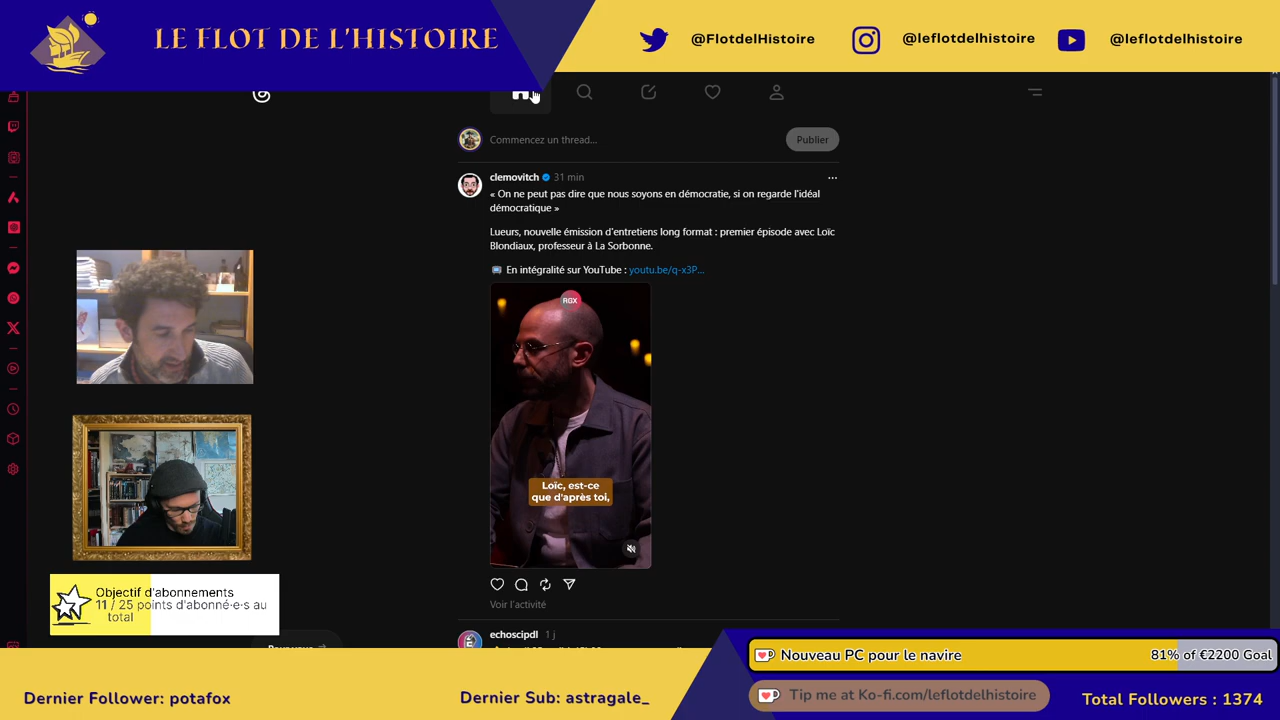 LE FLOT DE L'HISTOIRE
@FlotdelHistoire
@leflotdelhistoire
@leflotdelhistoire
Commencez un thread...
Publier
clemovitch 31 min
« On ne peut pas dire que nous soyons en démocratie, si on regarde l'idéal
démocratique »
Lueurs, nouvelle émission d'entretiens long format : premier épisode avec Loïc
Blondiaux, professeur à La Sorbonne.
En intégralité sur YouTube : youtu.be/q-x3P...
RGX
Loïc, est-ce
que d'après toi,
Voir l'activité
echoscipdl 1 j
Objectif d'abonnements
11 / 25 points d'abonné·e·s au
total
Nouveau PC pour le navire
81% of €2200 Goal
Tip me at Ko-fi.com/leflotdelhistoire
Dernier Follower: potafox
Dernier Sub: astragale_
Total Followers : 1374